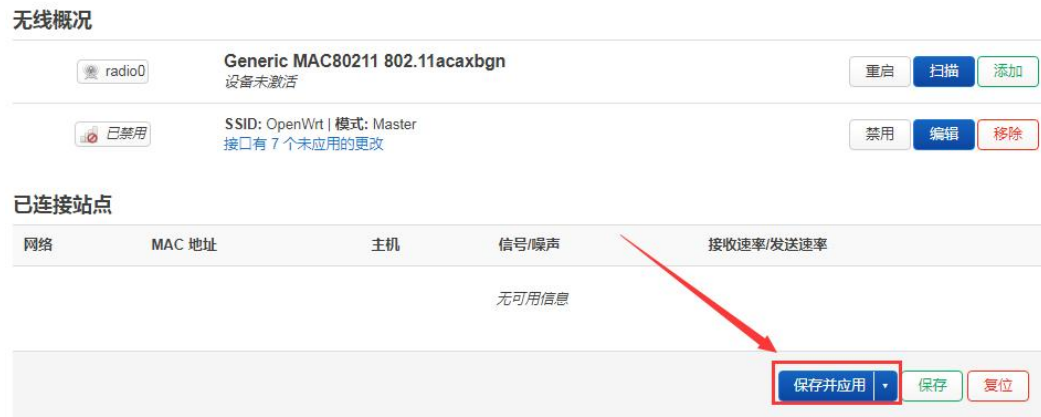 无线概况
radio0
Generic MAC80211 802.11acaxbgn
设备未激活
重启 扫描 添加
已禁用
SSID: OpenWrt | 模式: Master
接口有 7 个未应用的更改
禁用 编辑 移除
已连接站点
网络 MAC 地址 主机 信号/噪声 接收速率/发送速率
无可用信息
保存并应用 保存 复位